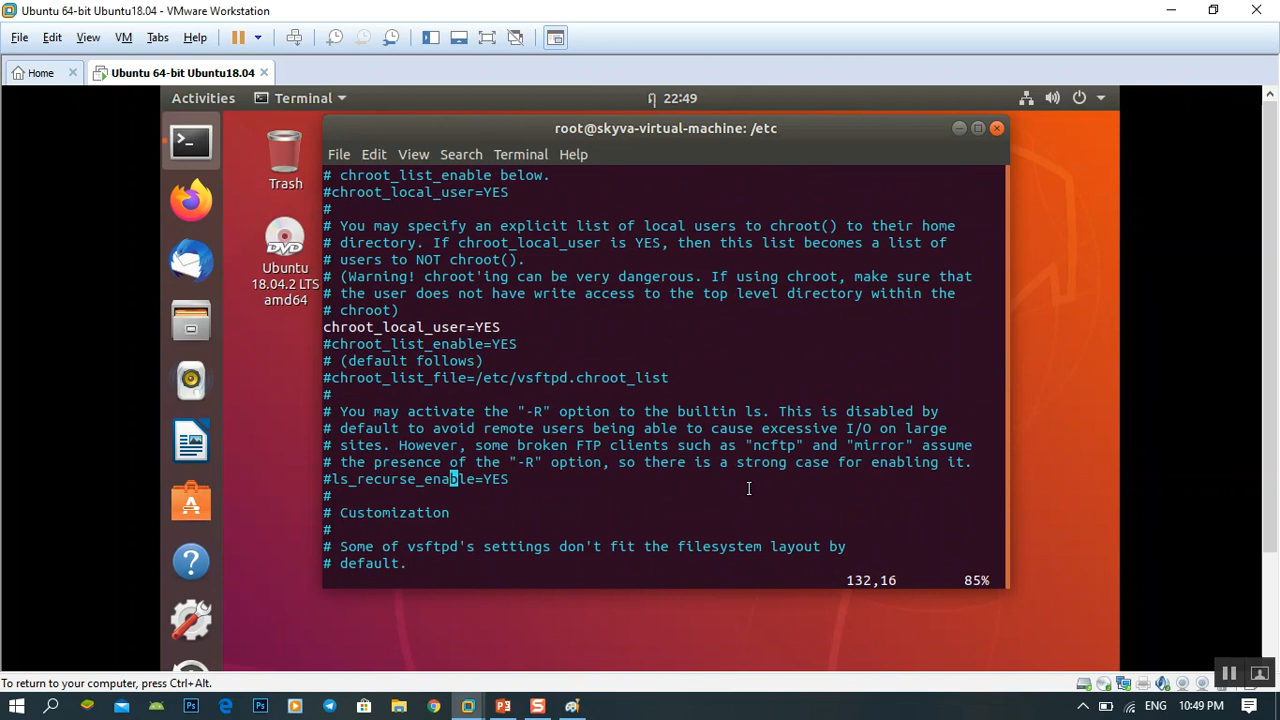 Ubuntu 64-bit Ubuntu18.04 - VMware Workstation
File Edit View VM Tabs Help
Home
Ubuntu 64-bit Ubuntu18.04
Activities
Terminal
22:49
Trash
Ubuntu
18.04.2 LTS
amd64
root@skyva-virtual-machine: /etc
File Edit View Search Terminal Help
# chroot_list_enable below.
#chroot_local_user=YES
#
# You may specify an explicit list of local users to chroot() to their home
# directory. If chroot_local_user is YES, then this list becomes a list of
# users to NOT chroot().
# (Warning! chroot'ing can be very dangerous. If using chroot, make sure that
# the user does not have write access to the top level directory within the
# chroot)
chroot_local_user=YES
#chroot_list_enable=YES
# (default follows)
#chroot_list_file=/etc/vsftpd.chroot_list
#
# You may activate the "-R" option to the builtin ls. This is disabled by
# default to avoid remote users being able to cause excessive I/O on large
# sites. However, some broken FTP clients such as "ncftp" and "mirror" assume
# the presence of the "-R" option, so there is a strong case for enabling it.
#ls_recurse_enable=YES
#
# Customization
#
# Some of vsftpd's settings don't fit the filesystem layout by
# default.
132,16 85%
To return to your computer, press Ctrl+Alt.
ENG 10:49 PM